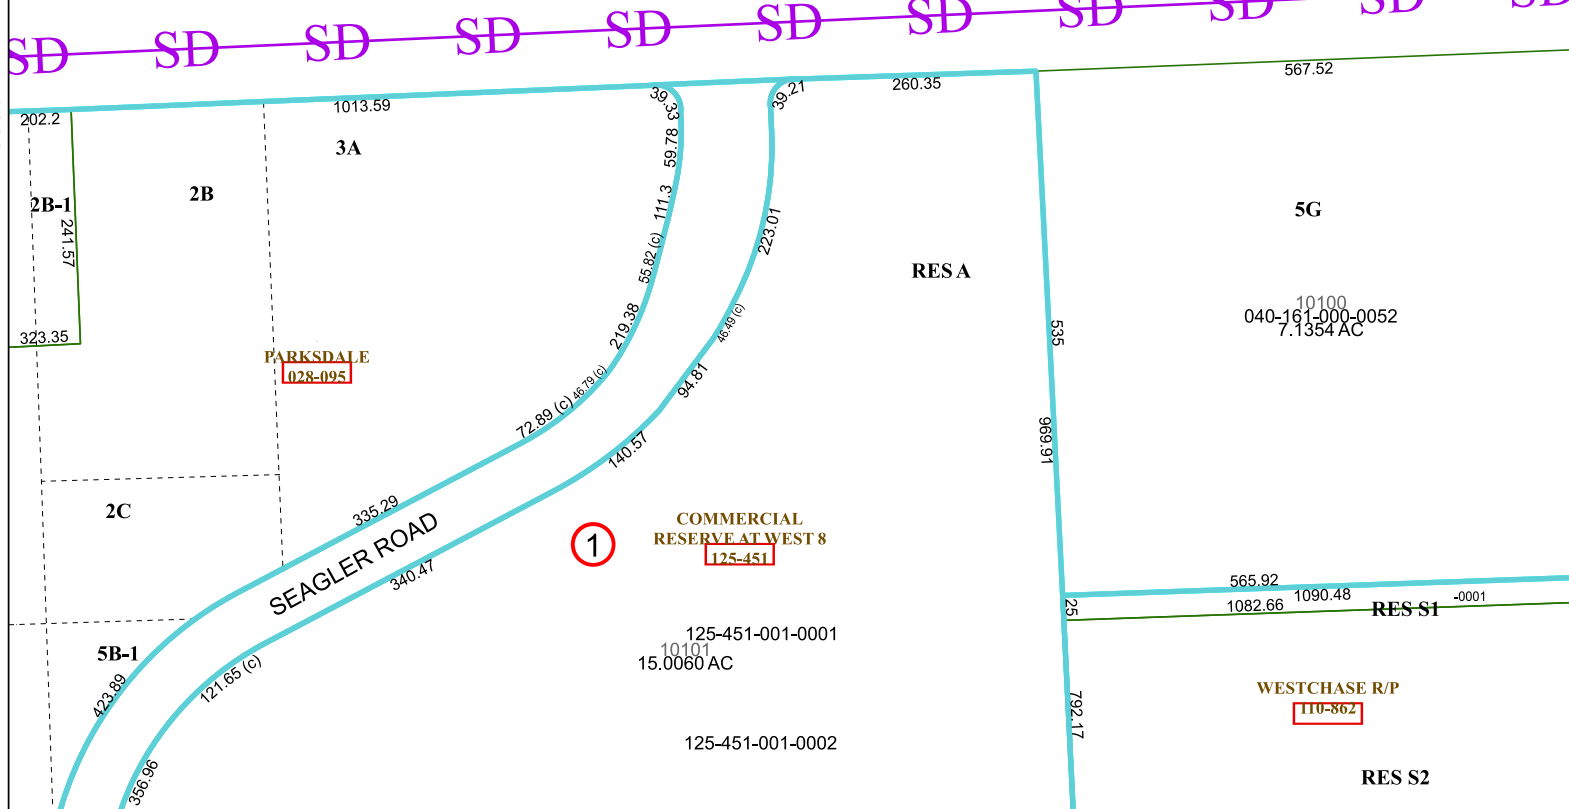 SD SD SD SD SD SD SD SD SD SD SD
567.52
260.35
39.21
39.33
1013.59
202.2
59.78
3A
2B
2B-1
111.3
5G
241.57
223.01
55.82 (c)
RES A
10100
040-161-000-0052
7.1354 AC
219.38
46.49 (c)
535
323.35
PARKSDALE
028-095
46.79 (c)
94.81
72.89 (c)
969.91
140.57
2C
335.29
SEAGLER ROAD
340.47
1
COMMERCIAL
RESERVE AT WEST 8
125-451
565.92
1090.48
-0001
25
1082.66
RES S1
125-451-001-0001
10101
15.0060 AC
5B-1
121.65 (c)
423.89
WESTCHASE R/P
110-862
792.17
125-451-001-0002
356.96
RES S2